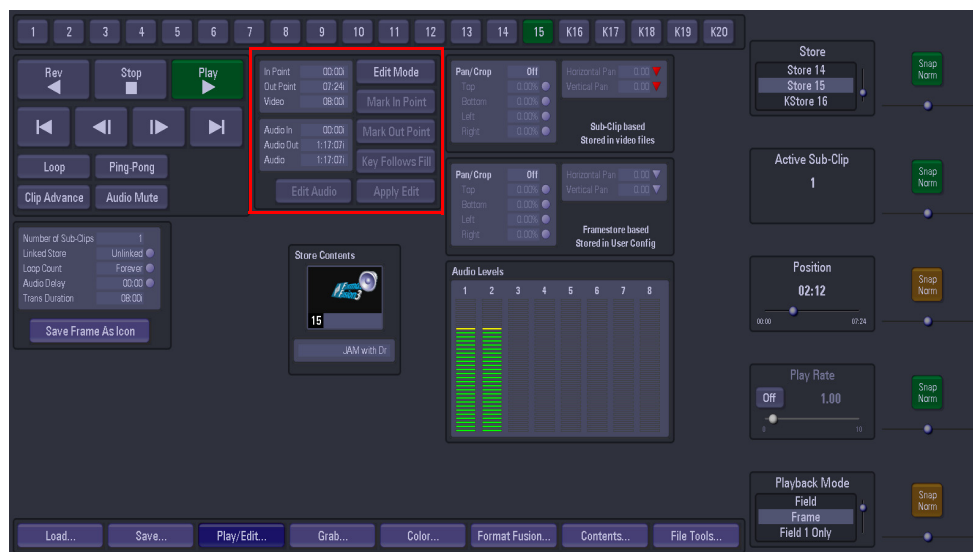 1 2 3 4 5 6 7 8 9 10 11 12 13 14 15 K16 K17 K18 K19 K20
Rev Stop Play
Loop Ping-Pong
Clip Advance Audio Mute
In Point 00:00i Edit Mode
Out Point 07:24i
Video 08:00i Mark In Point
Audio In 00:00i Mark Out Point
Audio Out 1:17:07i
Audio 1:17:07i Key Follows Fill
Edit Audio Apply Edit
Pan/Crop Off Horizontal Pan 0.00
Top 0.00% Vertical Pan 0.00
Bottom 0.00%
Left 0.00% Sub-Clip based
Right 0.00% Stored in video files
Pan/Crop Off Horizontal Pan 0.00
Top 0.00% Vertical Pan 0.00
Bottom 0.00%
Left 0.00% Framestore based
Right 0.00% Stored in User Config
Number of Sub-Clips 1
Linked Store Unlinked
Loop Count Forever
Audio Delay 00:00
Trans Duration 08:00i
Save Frame As Icon
Store Contents
Format Fusion3
15
JAM with Dr
Audio Levels
1 2 3 4 5 6 7 8
Store
Store 14
Store 15
KStore 16
Snap Norm
Active Sub-Clip
1
Snap Norm
Position
02:12
00:00 07:24
Snap Norm
Play Rate
Off 1.00
0 10
Snap Norm
Playback Mode
Field
Frame
Field 1 Only
Snap Norm
Load... Save... Play/Edit... Grab... Color... Format Fusion... Contents... File Tools...